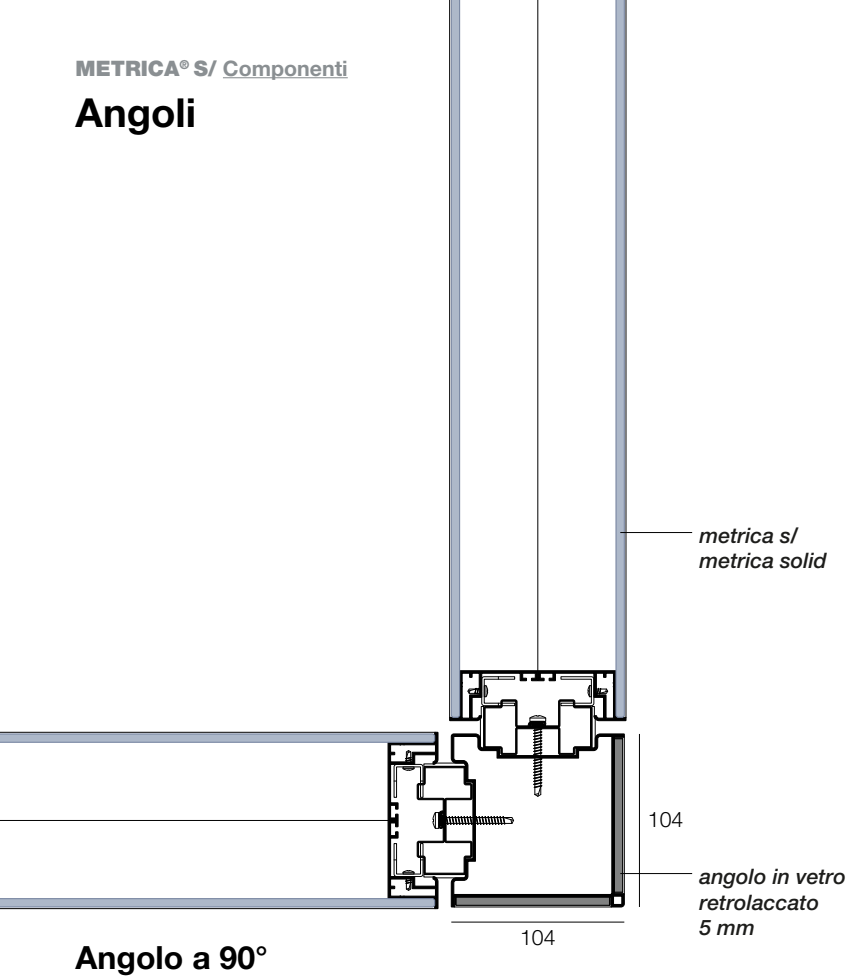 METRICA® S/ Componenti
Angoli
metrica s/
metrica solid
104
angolo in vetro
retrolaccato
5 mm
104
Angolo a 90°